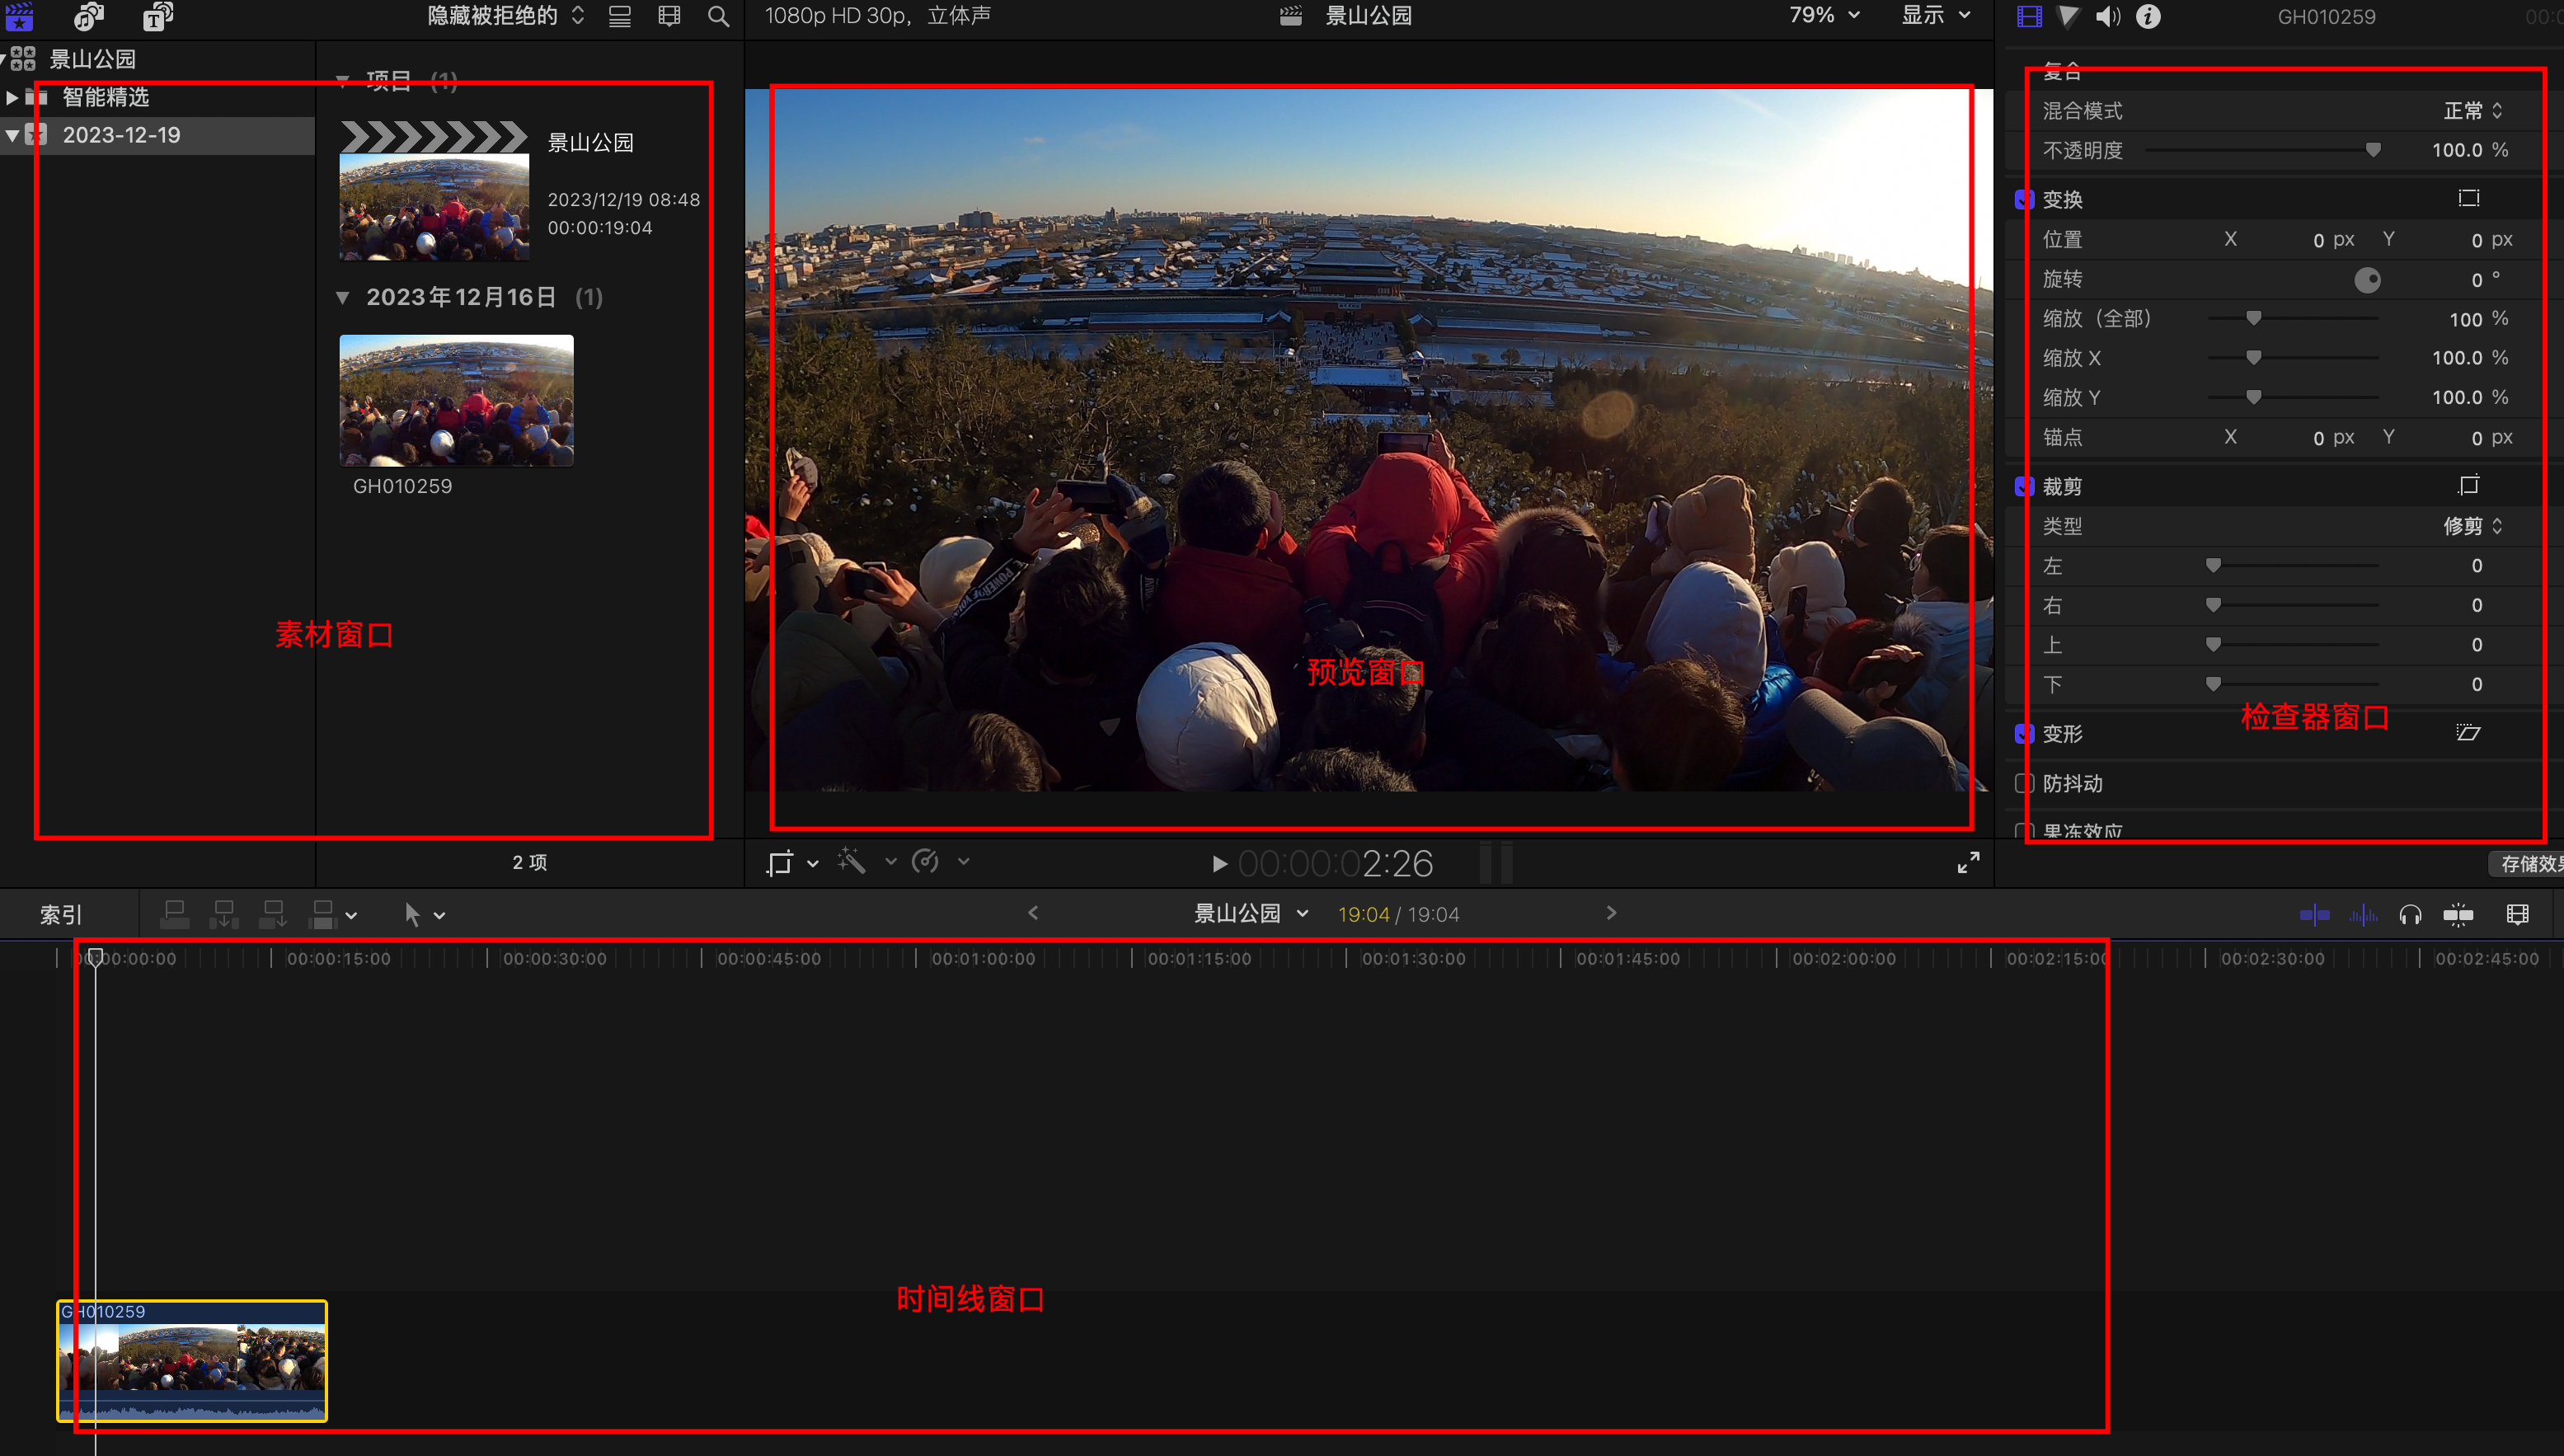 隐藏被拒绝的
1080p HD 30p，立体声
景山公园
79%
显示
GH010259
00:0
景山公园
智能精选
2023-12-19
项目 (1)
景山公园
2023/12/19 08:48
00:00:19:04
2023年12月16日 (1)
GH010259
素材窗口
2 项
预览窗口
00:00:02:26
复合
混合模式 正常
不透明度 100.0 %
变换
位置 X 0 px Y 0 px
旋转 0 °
缩放（全部） 100 %
缩放 X 100.0 %
缩放 Y 100.0 %
锚点 X 0 px Y 0 px
裁剪
类型 修剪
左 0
右 0
上 0
下 0
检查器窗口
变形
防抖动
果冻效应
存储效果
索引
景山公园 19:04 / 19:04
00:00:00:00 00:00:15:00 00:00:30:00 00:00:45:00 00:01:00:00 00:01:15:00 00:01:30:00 00:01:45:00 00:02:00:00 00:02:15:00 00:02:30:00 00:02:45:00
时间线窗口
GH010259